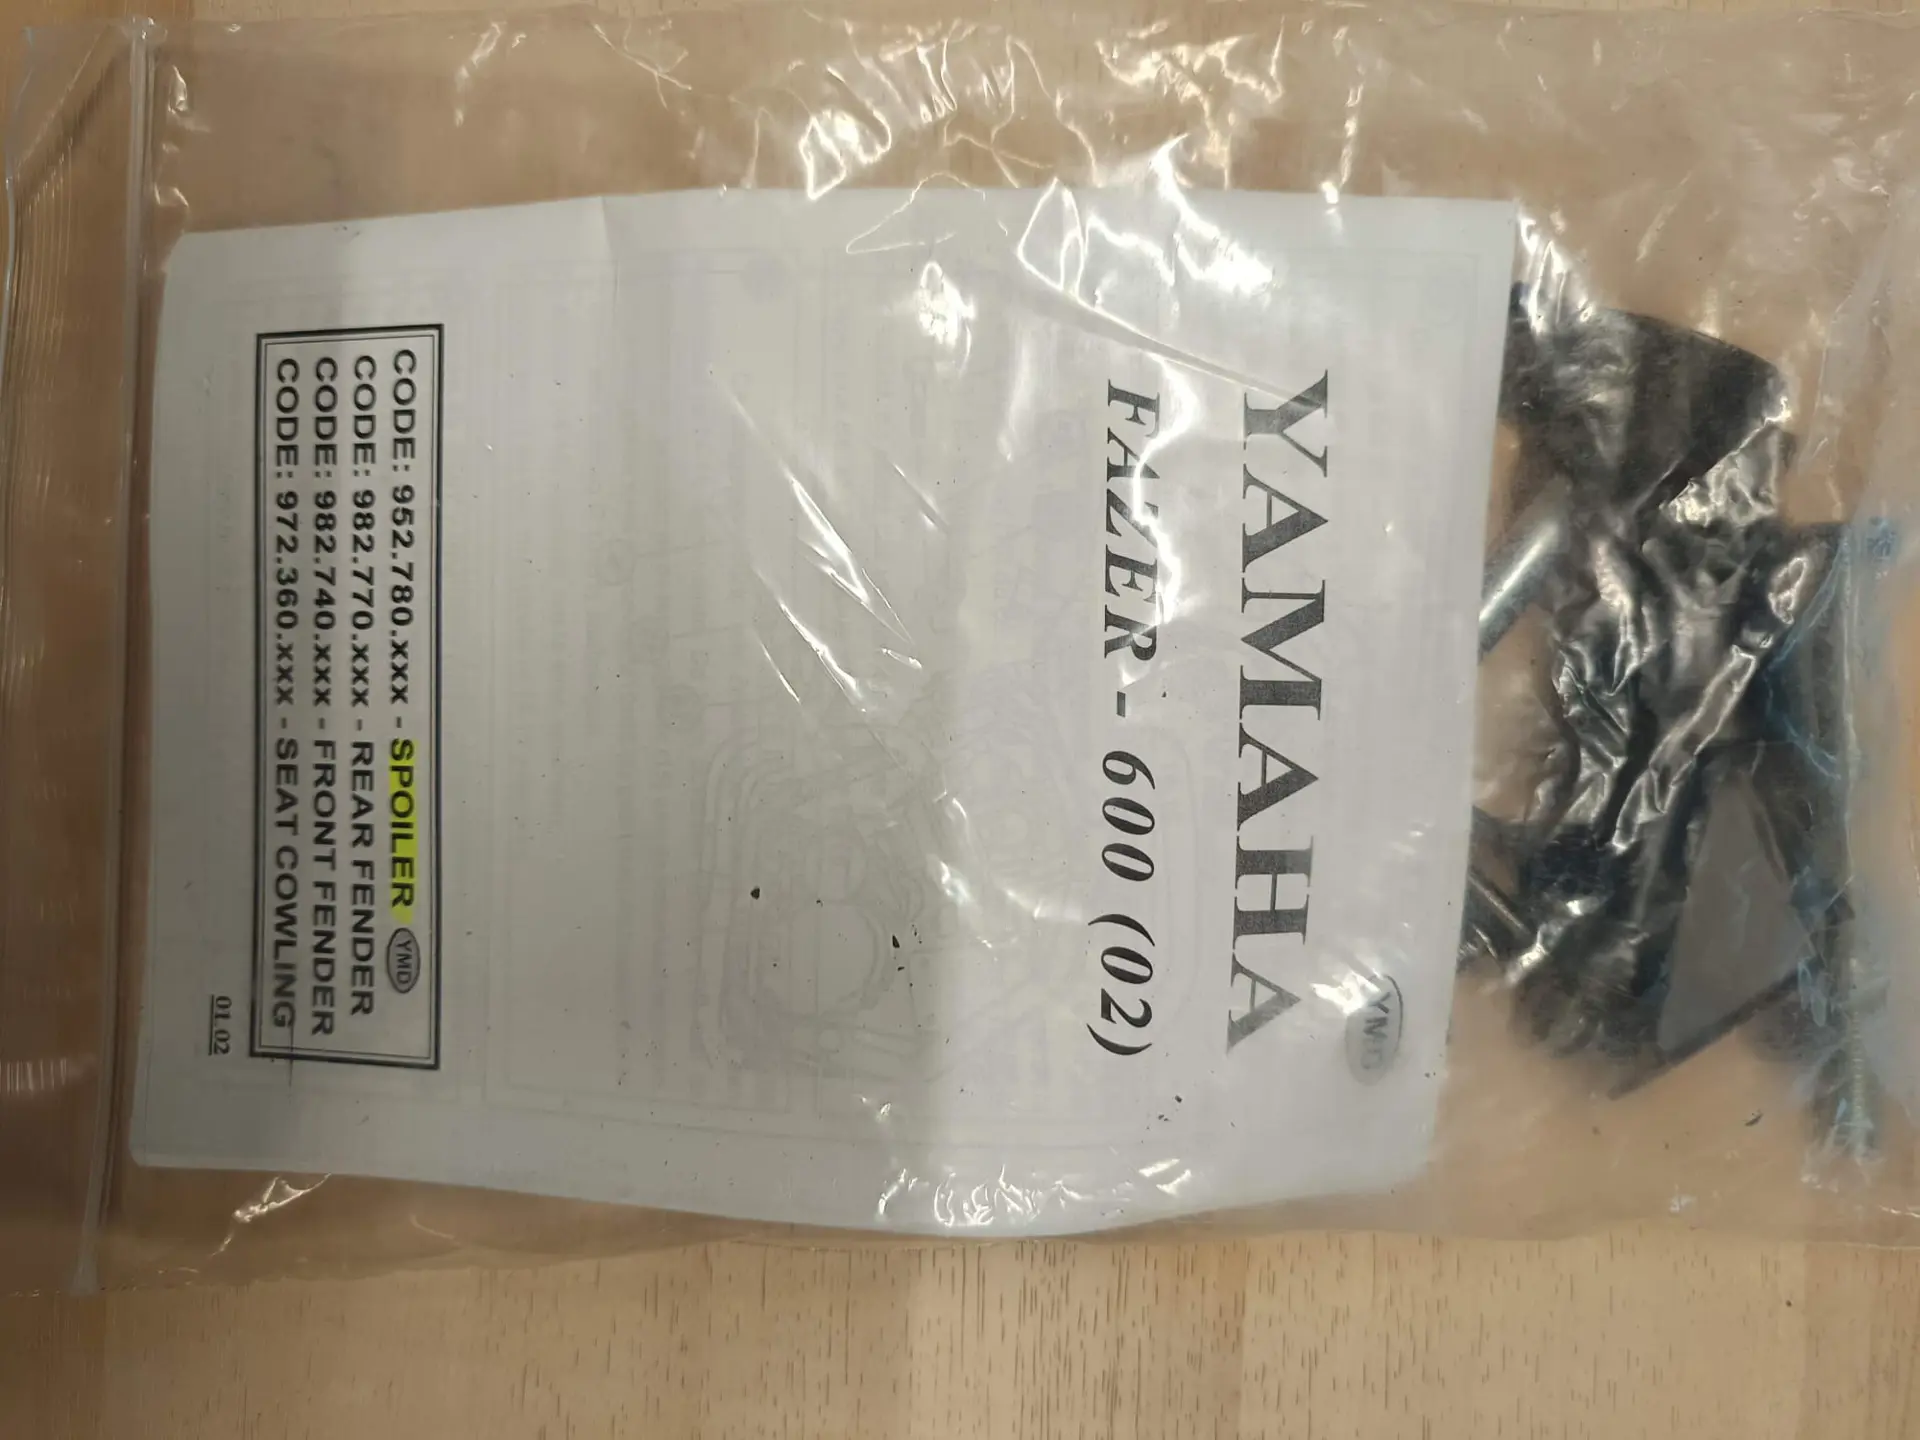 YMD
YAMAHA
FAZER - 600 (02)
CODE: 952.780.xxx - SPOILER YMD
CODE: 982.770.xxx - REAR FENDER
CODE: 982.740.xxx - FRONT FENDER
CODE: 972.360.xxx - SEAT COWLING
01.02